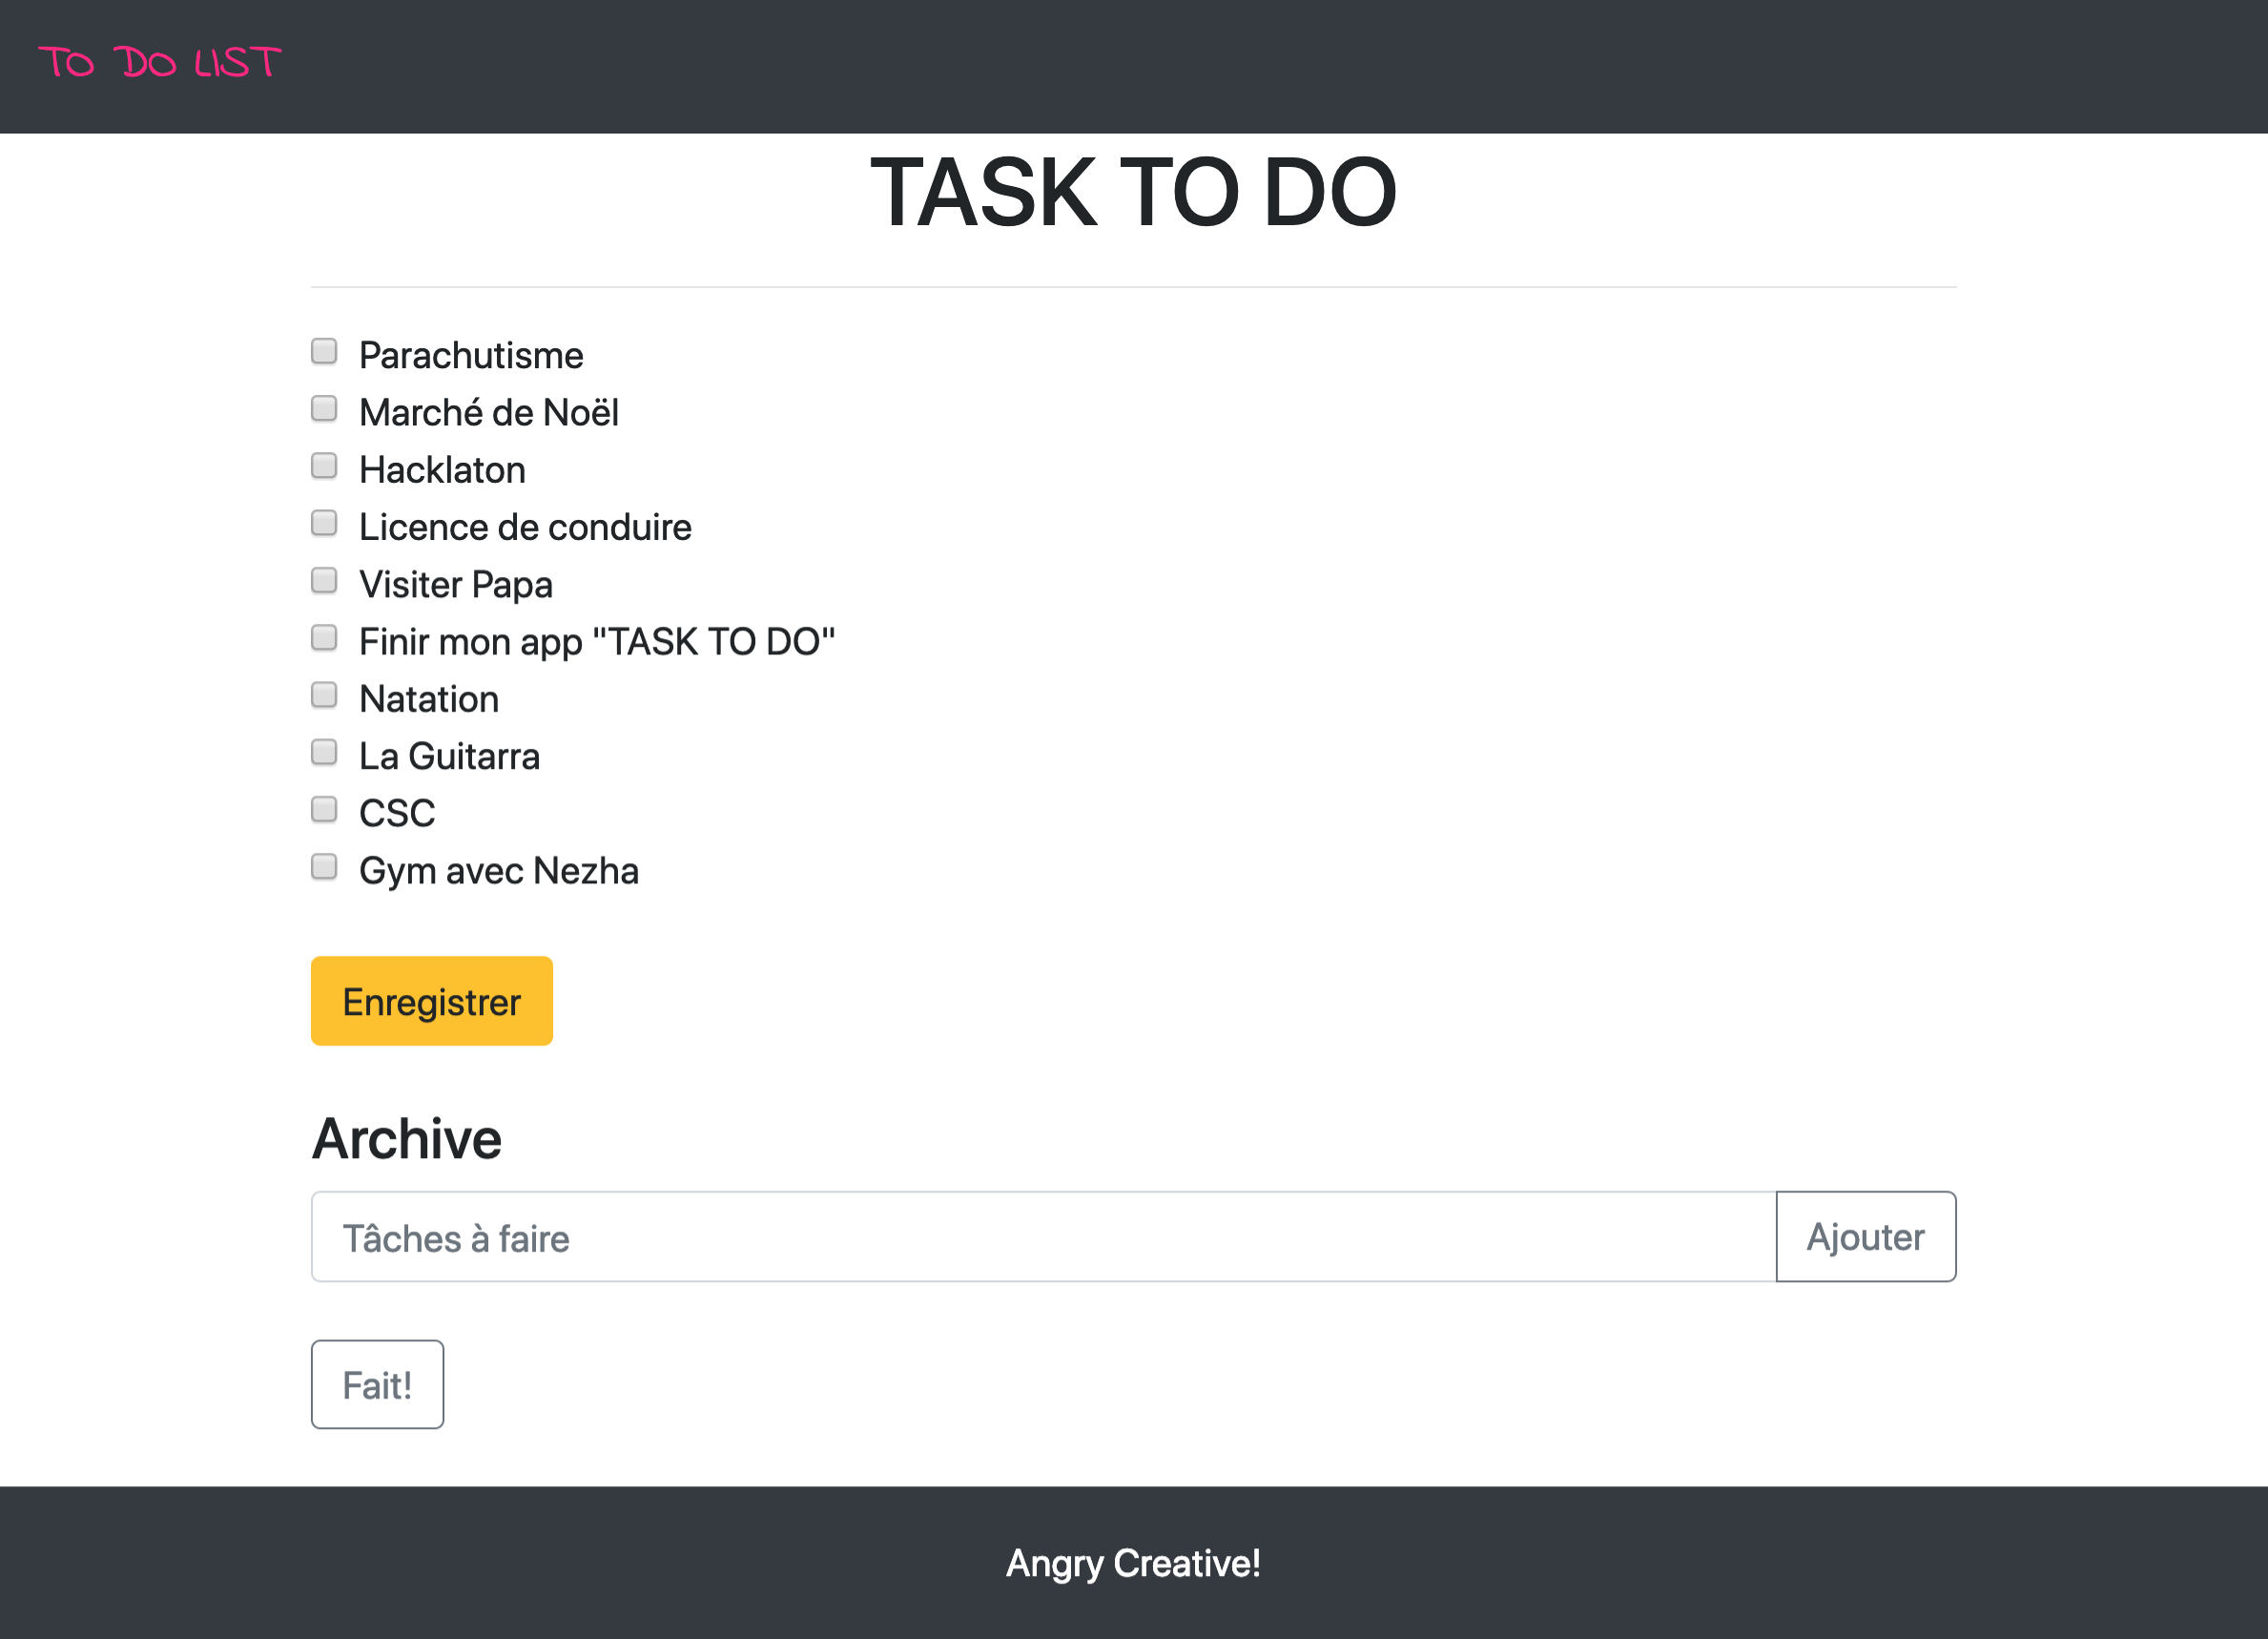 TO DO LIST
TASK TO DO
Parachutisme
Marché de Noël
Hacklaton
Licence de conduire
Visiter Papa
Finir mon app "TASK TO DO"
Natation
La Guitarra
CSC
Gym avec Nezha
Enregistrer
Archive
Tâches à faire
Ajouter
Fait!
Angry Creative!